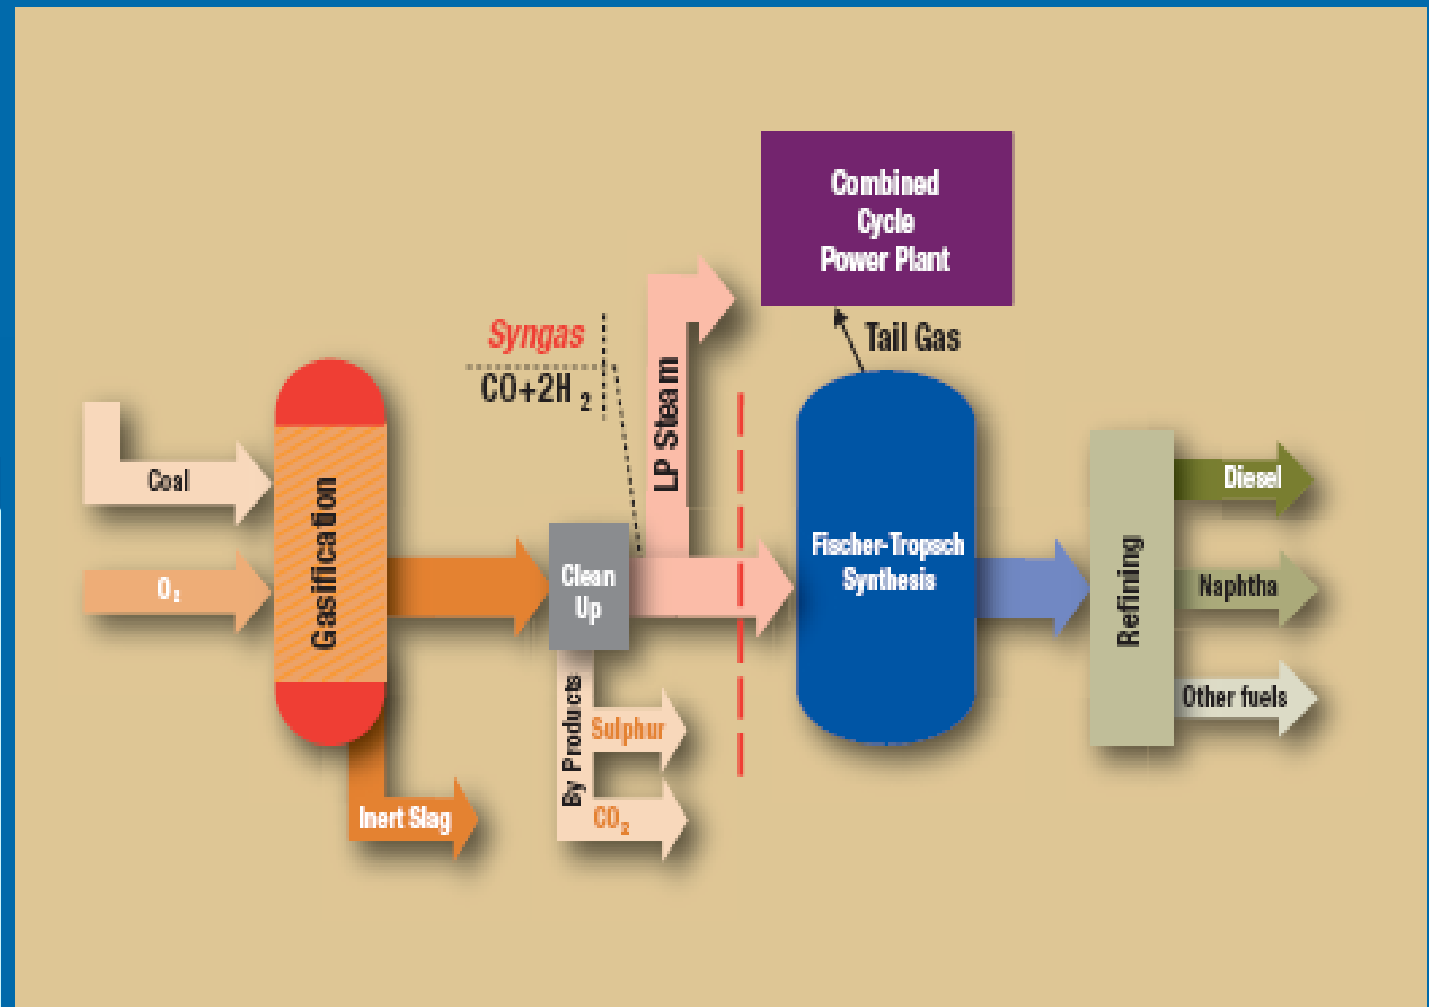 Combined
Cycle
Power Plant
Tail Gas
Syngas
CO+2H₂
LP Steam
Coal
O₂
Gasification
Clean
Up
Fischer-Tropsch
Synthesis
Refining
Diesel
Naphtha
Other fuels
By Products
Sulphur
CO₂
Inert Slag